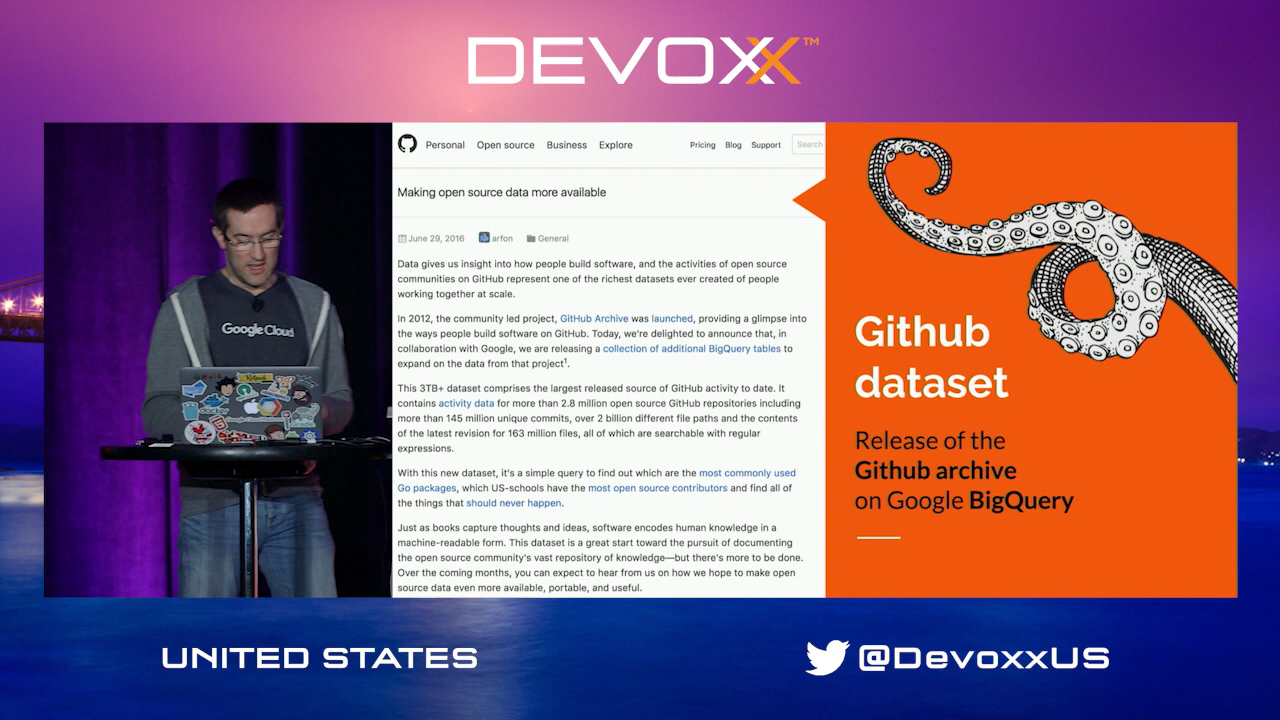 DEVOXX™
Google Cloud
docker
Personal Open source Business Explore Pricing Blog Support Search
Making open source data more available
June 29, 2016 arfon General
Data gives us insight into how people build software, and the activities of open source
communities on GitHub represent one of the richest datasets ever created of people
working together at scale.
In 2012, the community led project, GitHub Archive was launched, providing a glimpse into
the ways people build software on GitHub. Today, we're delighted to announce that, in
collaboration with Google, we are releasing a collection of additional BigQuery tables to
expand on the data from that project1.
This 3TB+ dataset comprises the largest released source of GitHub activity to date. It
contains activity data for more than 2.8 million open source GitHub repositories including
more than 145 million unique commits, over 2 billion different file paths and the contents
of the latest revision for 163 million files, all of which are searchable with regular
expressions.
With this new dataset, it's a simple query to find out which are the most commonly used
Go packages, which US-schools have the most open source contributors and find all of
the things that should never happen.
Just as books capture thoughts and ideas, software encodes human knowledge in a
machine-readable form. This dataset is a great start toward the pursuit of documenting
the open source community's vast repository of knowledge—but there's more to be done.
Over the coming months, you can expect to hear from us on how we hope to make open
source data even more available, portable, and useful.
Github
dataset
Release of the
Github archive
on Google BigQuery
UNITED STATES
@DevoxxUS